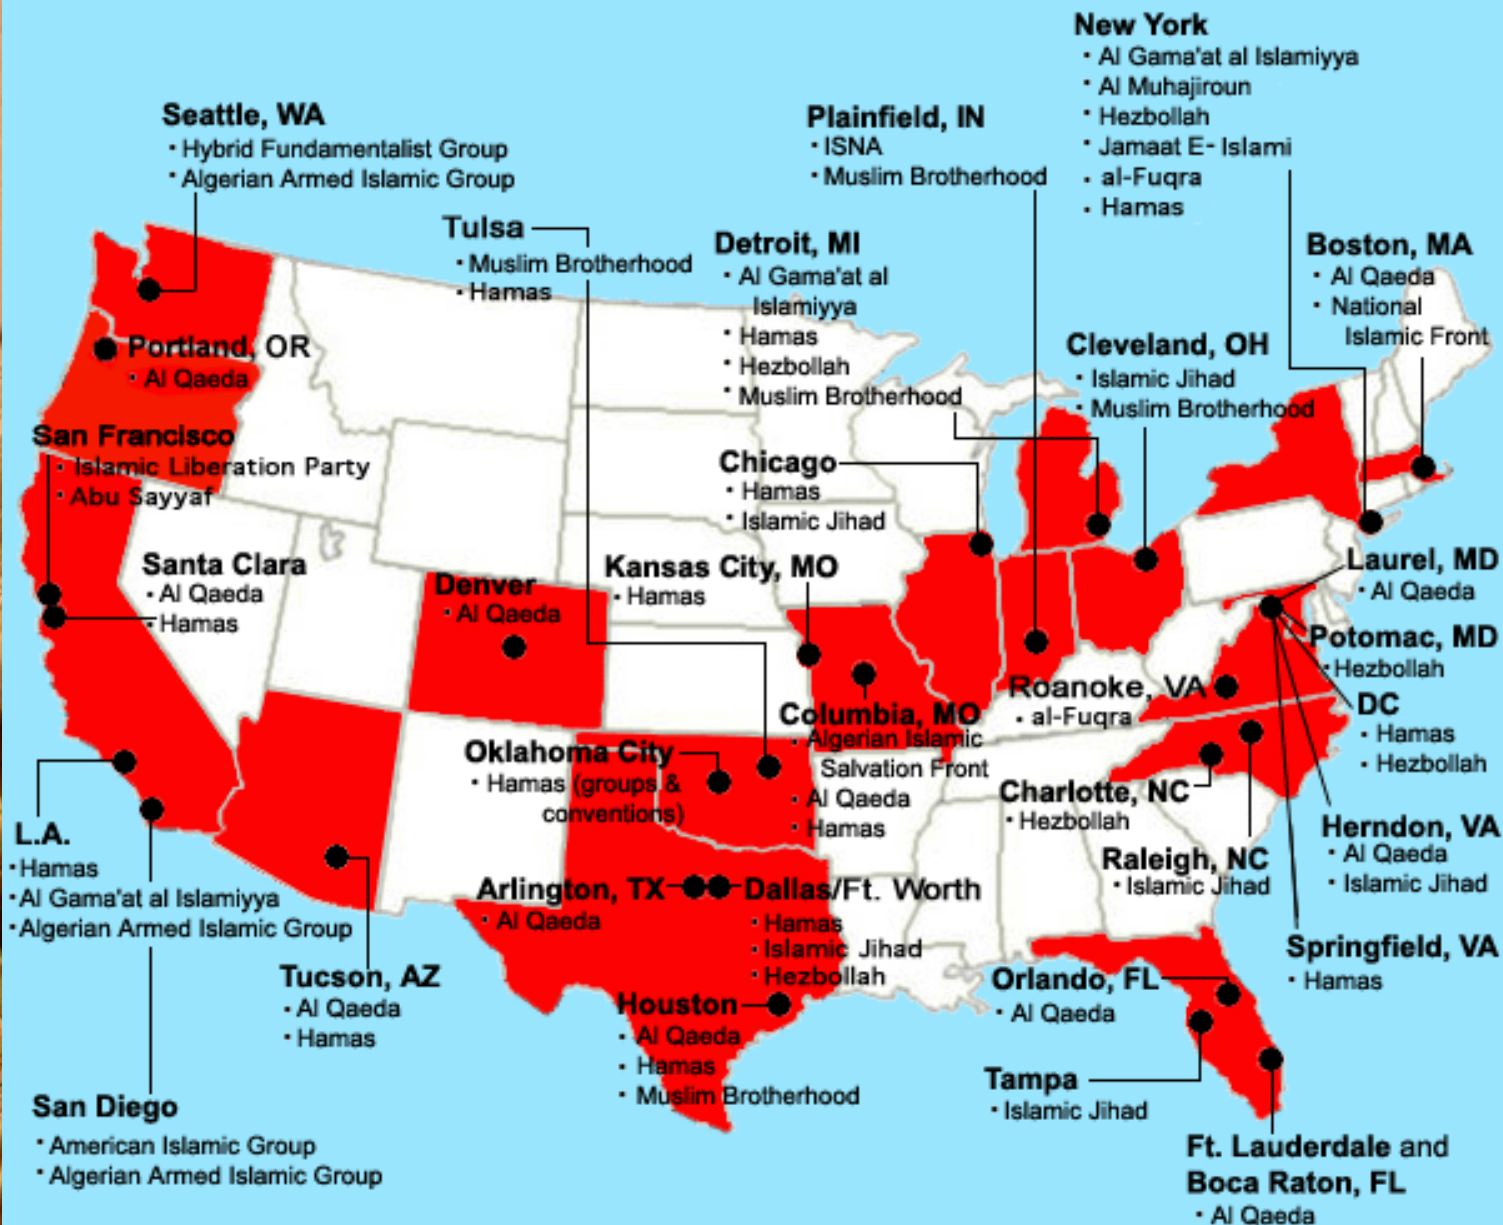 New York
· Al Gama'at al Islamiyya
· Al Muhajiroun
· Hezbollah
· Jamaat E- Islami
· al-Fuqra
· Hamas
Seattle, WA
· Hybrid Fundamentalist Group
· Algerian Armed Islamic Group
Plainfield, IN
· ISNA
· Muslim Brotherhood
Tulsa
· Muslim Brotherhood
· Hamas
Detroit, MI
· Al Gama'at al
Islamiyya
· Hamas
· Hezbollah
· Muslim Brotherhood
Boston, MA
· Al Qaeda
· National
Islamic Front
Cleveland, OH
· Islamic Jihad
· Muslim Brotherhood
Portland, OR
· Al Qaeda
San Francisco
· Islamic Liberation Party
· Abu Sayyaf
Chicago
· Hamas
· Islamic Jihad
Santa Clara
· Al Qaeda
· Hamas
Denver
· Al Qaeda
Kansas City, MO
· Hamas
Laurel, MD
· Al Qaeda
Potomac, MD
· Hezbollah
Roanoke, VA
· al-Fuqra
DC
· Hamas
· Hezbollah
Columbia, MO
· Algerian Islamic
Salvation Front
· Al Qaeda
· Hamas
Oklahoma City
· Hamas (groups &
conventions)
Charlotte, NC
· Hezbollah
L.A.
· Hamas
· Al Gama'at al Islamiyya
· Algerian Armed Islamic Group
Herndon, VA
· Al Qaeda
· Islamic Jihad
Raleigh, NC
· Islamic Jihad
Arlington, TX
· Al Qaeda
Dallas/Ft. Worth
· Hamas
· Islamic Jihad
· Hezbollah
Springfield, VA
· Hamas
Tucson, AZ
· Al Qaeda
· Hamas
Orlando, FL
· Al Qaeda
Houston
· Al Qaeda
· Hamas
· Muslim Brotherhood
Tampa
· Islamic Jihad
San Diego
· American Islamic Group
· Algerian Armed Islamic Group
Ft. Lauderdale and
Boca Raton, FL
· Al Qaeda